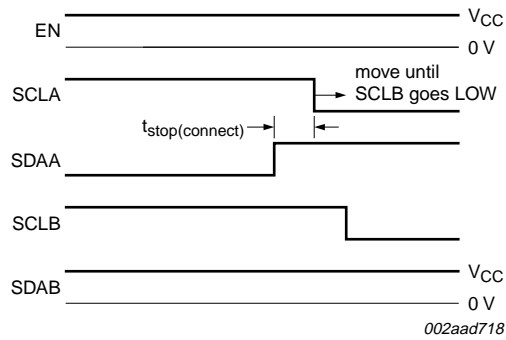 EN
VCC
0 V
SCLA
move until
SCLB goes LOW
tstop(connect)
SDAA
SCLB
SDAB
VCC
0 V
002aad718